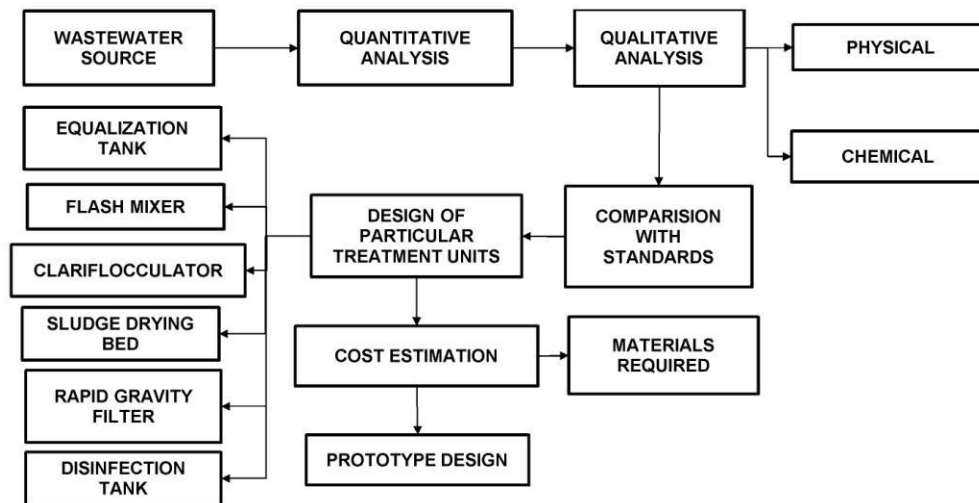 WASTEWATER
SOURCE
QUANTITATIVE
ANALYSIS
QUALITATIVE
ANALYSIS
PHYSICAL
CHEMICAL
EQUALIZATION
TANK
FLASH MIXER
CLARIFLOCCULATOR
SLUDGE DRYING
BED
RAPID GRAVITY
FILTER
DISINFECTION
TANK
DESIGN OF
PARTICULAR
TREATMENT UNITS
COMPARISION
WITH
STANDARDS
COST ESTIMATION
MATERIALS
REQUIRED
PROTOTYPE DESIGN